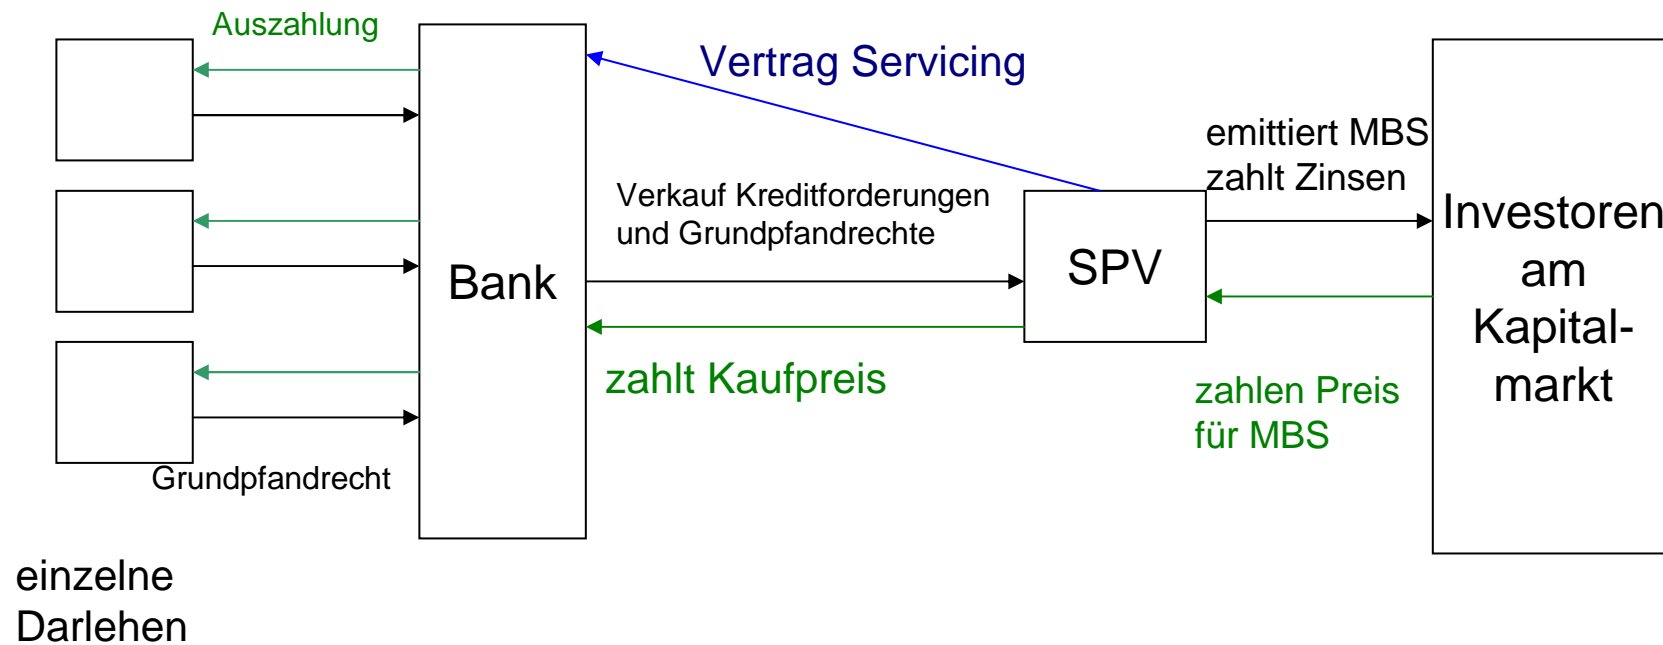 Auszahlung
Vertrag Servicing
emittiert MBS
zahlt Zinsen
Verkauf Kreditforderungen
und Grundpfandrechte
Bank
SPV
Investoren
am
Kapital-
markt
zahlt Kaufpreis
zahlen Preis
für MBS
Grundpfandrecht
einzelne
Darlehen